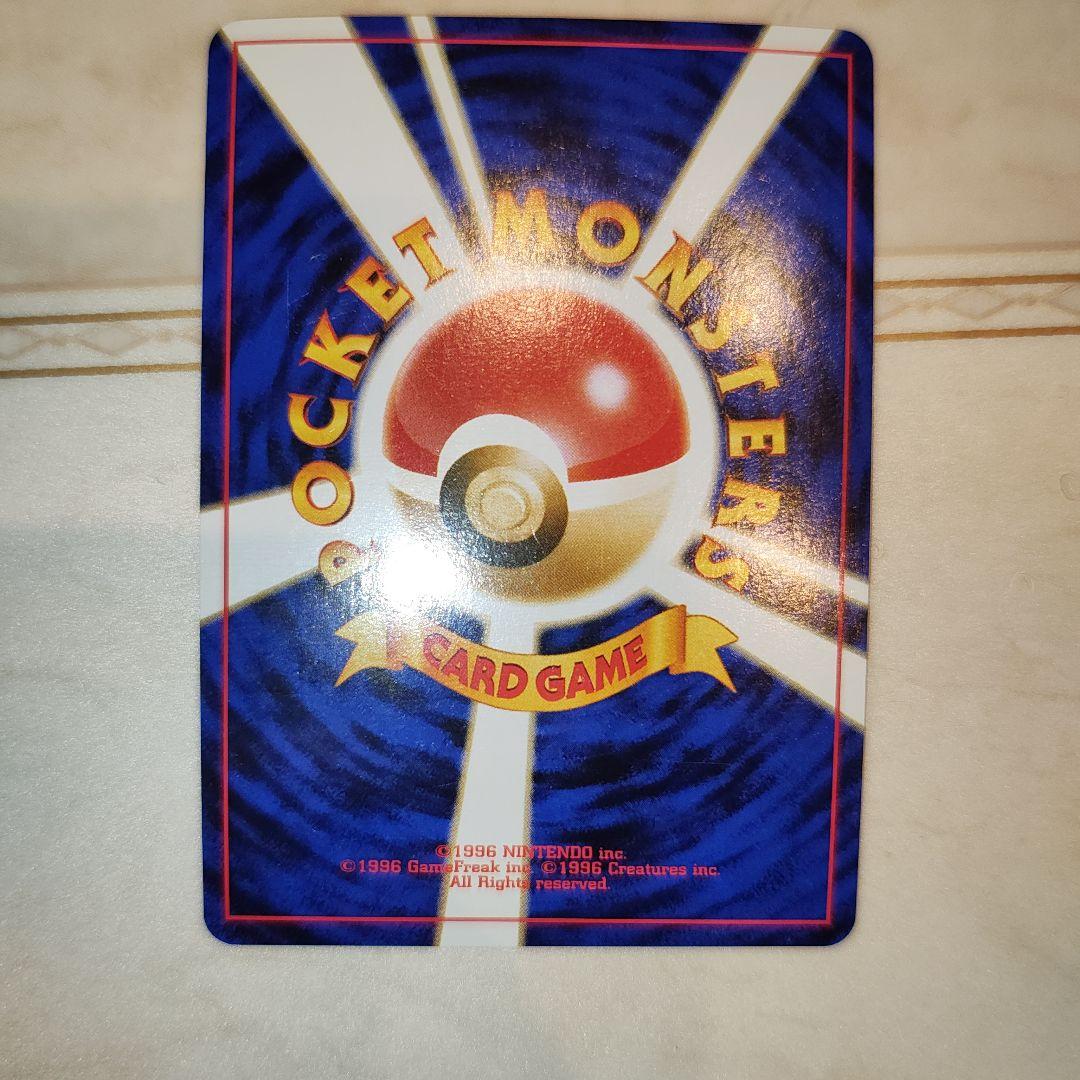 POCKET MONSTERS
CARD GAME
©1996 NINTENDO inc.
©1996 GameFreak inc. ©1996 Creatures inc.
All Rights reserved.